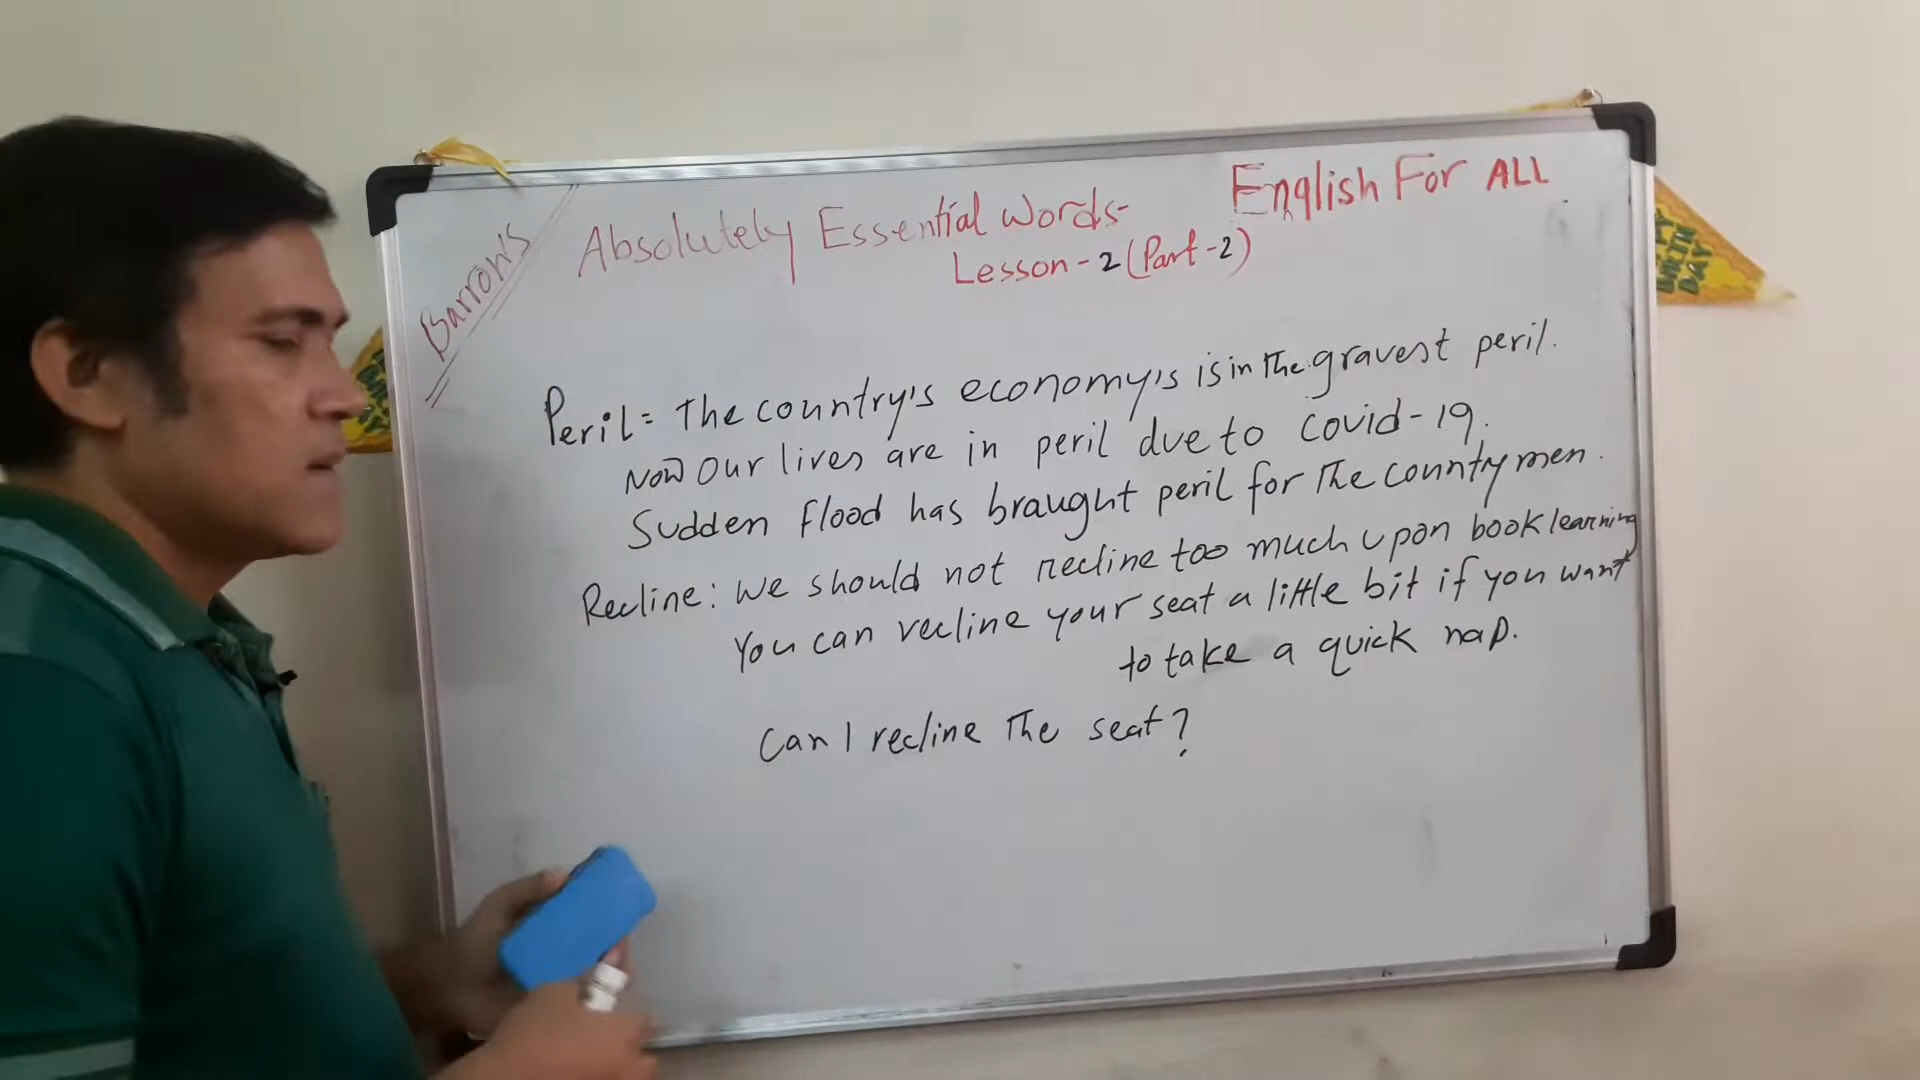 Barron's
Absolutely Essential Words-
English For ALL
Lesson-2 (Part-2)
Peril = The country's economy's is in the gravest peril.
Now our lives are in peril due to covid-19.
Sudden flood has braught peril for the countrymen.
Recline: We should not recline too much upon book learning
You can recline your seat a little bit if you want
to take a quick nap.
Can I recline the seat?